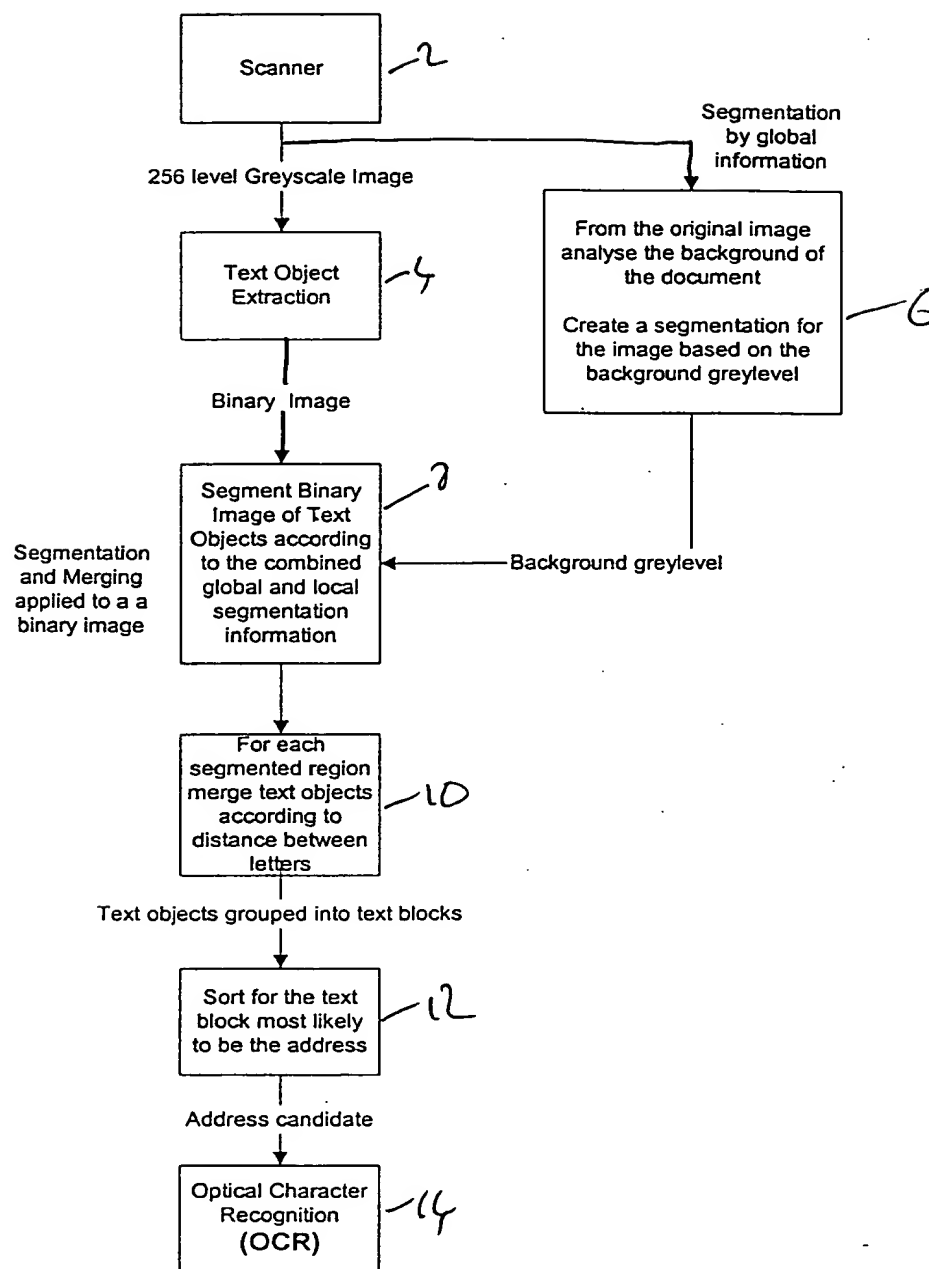 Scanner
2
Segmentation
by global
information
256 level Greyscale Image
From the original image
analyse the background of
the document
Create a segmentation for
the image based on the
background greylevel
6
Text Object
Extraction
4
Binary Image
Segment Binary
Image of Text
Objects according
to the combined
global and local
segmentation
information
8
Background greylevel
Segmentation
and Merging
applied to a a
binary image
For each
segmented region
merge text objects
according to
distance between
letters
10
Text objects grouped into text blocks
Sort for the text
block most likely
to be the address
12
Address candidate
Optical Character
Recognition
(OCR)
14